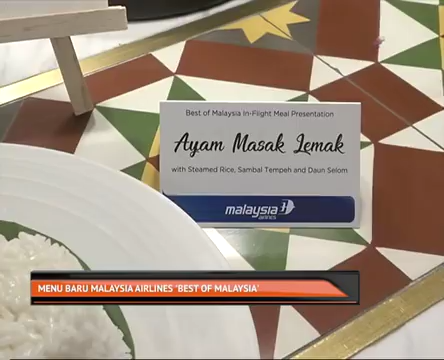 Best of Malaysia In-Flight Meal Presentation
Ayam Masak Lemak
with Steamed Rice, Sambal Tempeh and Daun Selom
malaysia
airlines
MENU BARU MALAYSIA AIRLINES 'BEST OF MALAYSIA'